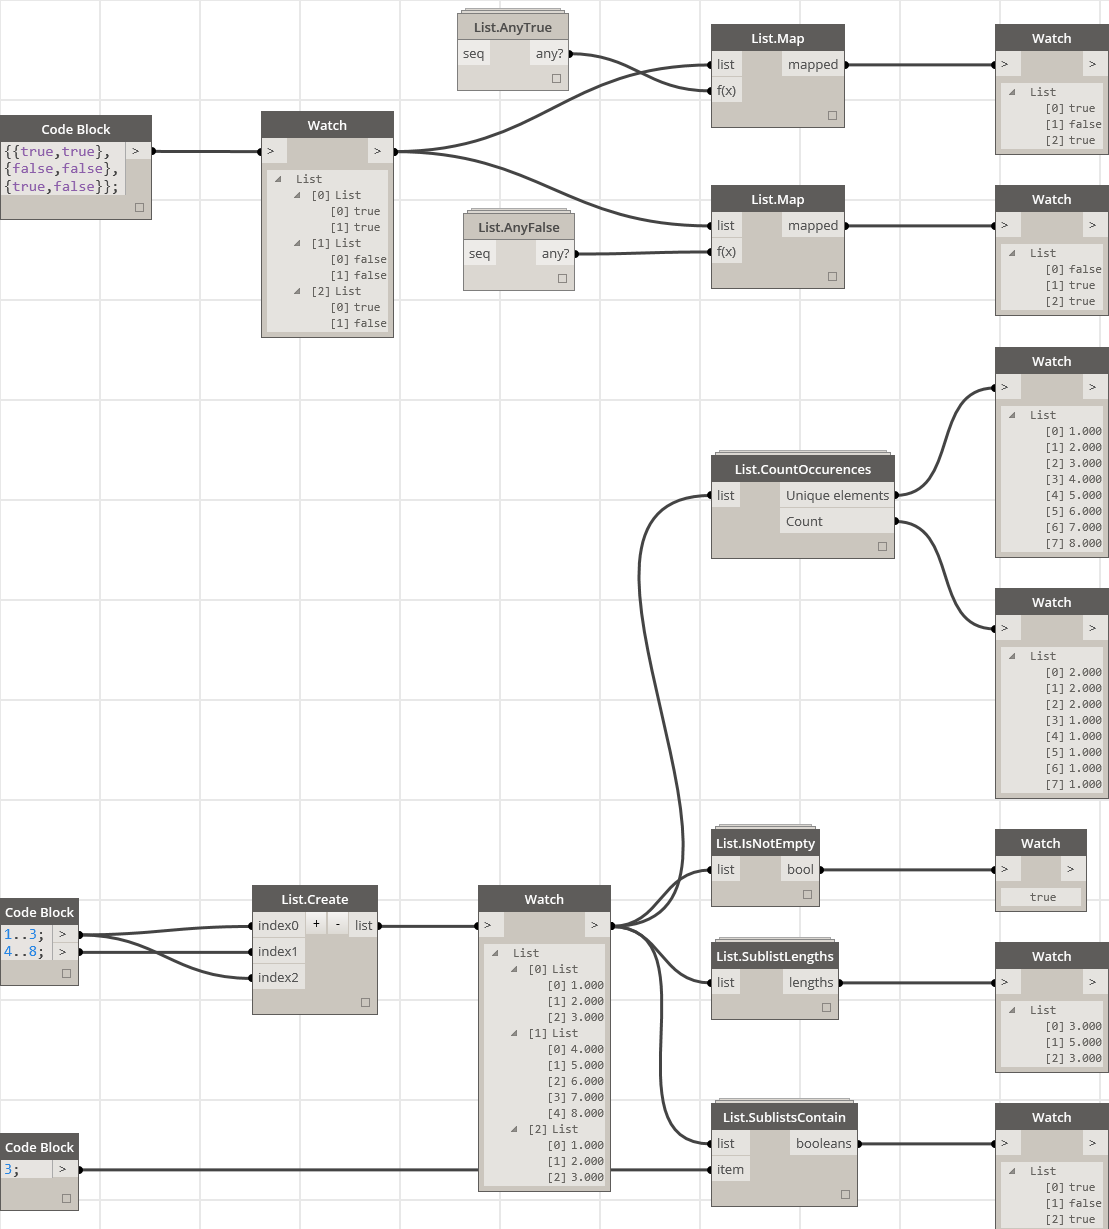 List.AnyTrue
seq any?
List.Map
list mapped
f(x)
Watch
> >
List
[0] true
[1] false
[2] true
Code Block
{{true,true}, >
{false,false},
{true,false}};
Watch
> >
List
[0] List
[0] true
[1] true
[1] List
[0] false
[1] false
[2] List
[0] true
[1] false
List.AnyFalse
seq any?
List.Map
list mapped
f(x)
Watch
> >
List
[0] false
[1] true
[2] true
List.CountOccurences
list Unique elements
Count
Watch
> >
List
[0] 1.000
[1] 2.000
[2] 3.000
[3] 4.000
[4] 5.000
[5] 6.000
[6] 7.000
[7] 8.000
Watch
> >
List
[0] 2.000
[1] 2.000
[2] 2.000
[3] 1.000
[4] 1.000
[5] 1.000
[6] 1.000
[7] 1.000
Code Block
1..3; >
4..8; >
List.Create
index0 + - list
index1
index2
Watch
> >
List
[0] List
[0] 1.000
[1] 2.000
[2] 3.000
[1] List
[0] 4.000
[1] 5.000
[2] 6.000
[3] 7.000
[4] 8.000
[2] List
[0] 1.000
[1] 2.000
[2] 3.000
List.IsNotEmpty
list bool
Watch
> >
true
List.SublistLengths
list lengths
Watch
> >
List
[0] 3.000
[1] 5.000
[2] 3.000
Code Block
3; >
List.SublistsContain
list booleans
item
Watch
> >
List
[0] true
[1] false
[2] true